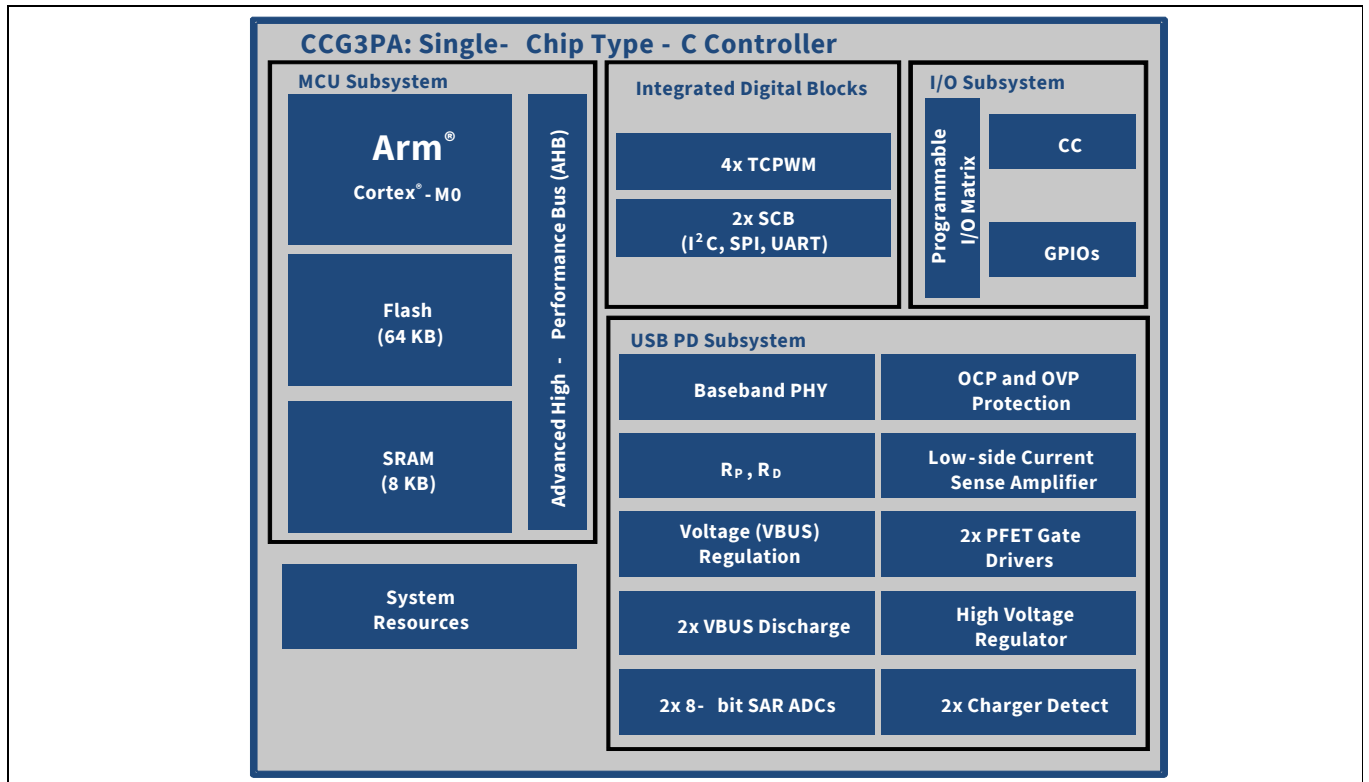 CCG3PA: Single- Chip Type - C Controller
MCU Subsystem
Arm®
Cortex® - M0
Flash
(64 KB)
SRAM
(8 KB)
Advanced High - Performance Bus (AHB)
System
Resources
Integrated Digital Blocks
4x TCPWM
2x SCB
(I²C, SPI, UART)
I/O Subsystem
Programmable
I/O Matrix
CC
GPIOs
USB PD Subsystem
Baseband PHY
OCP and OVP
Protection
RP, RD
Low-side Current
Sense Amplifier
Voltage (VBUS)
Regulation
2x PFET Gate
Drivers
2x VBUS Discharge
High Voltage
Regulator
2x 8- bit SAR ADCs
2x Charger Detect